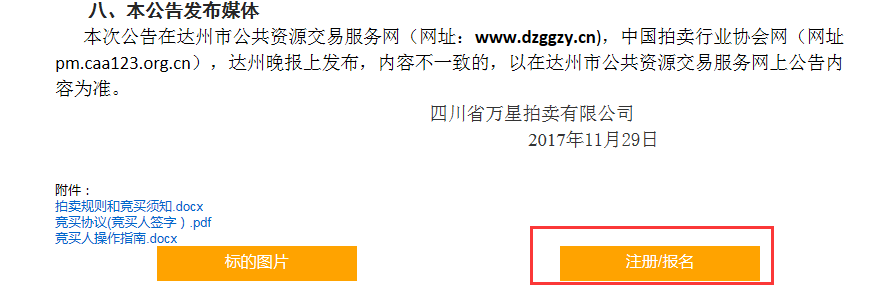 八、本公告发布媒体
本次公告在达州市公共资源交易服务网（网址：www.dzggzy.cn)，中国拍卖行业协会网（网址
pm.caa123.org.cn），达州晚报上发布，内容不一致的，以在达州市公共资源交易服务网上公告内
容为准。
四川省万星拍卖有限公司
2017年11月29日
附件：
拍卖规则和竞买须知.docx
竞买协议(竞买人签字）.pdf
竞买人操作指南.docx
标的图片
注册/报名